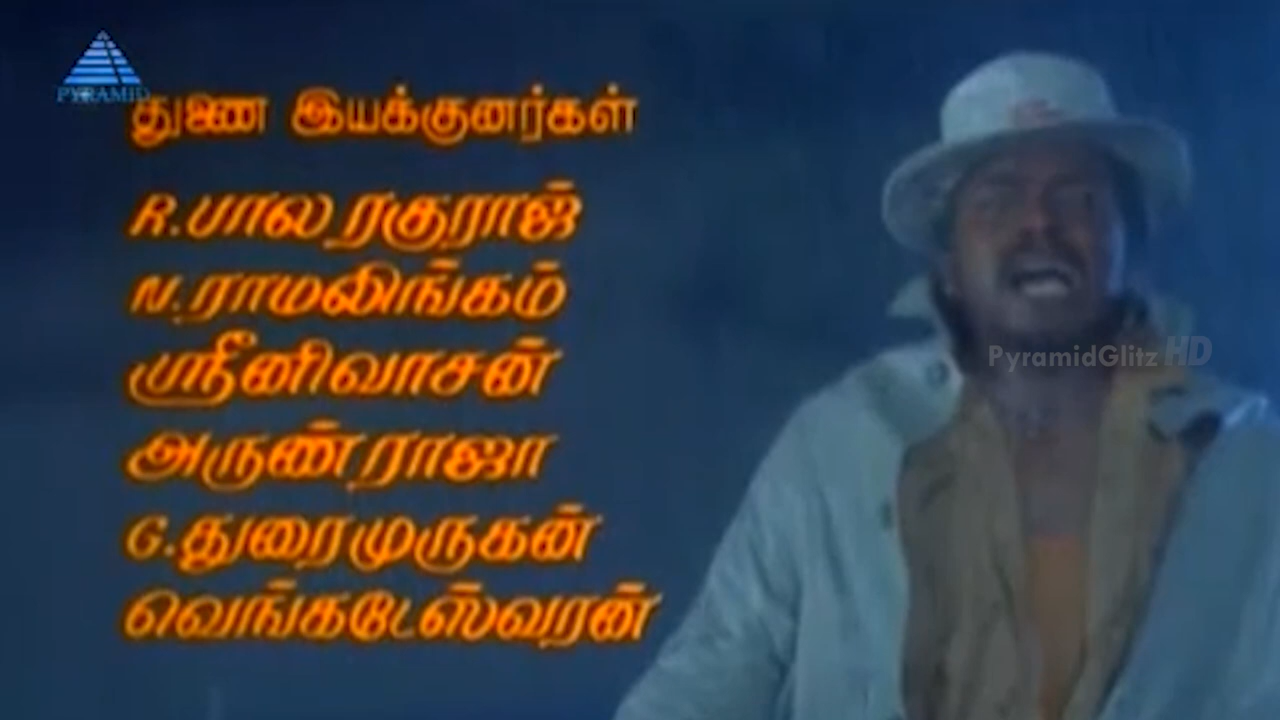 PYRAMID
துணை இயக்குனர்கள்
R.பால ரகுராஜ்
N.ராமலிங்கம்
ஸ்ரீனிவாசன்
அருண்ராஜா
PyramidGlitz HD
G.துரைமுருகன்
வெங்கடேஸ்வரன்